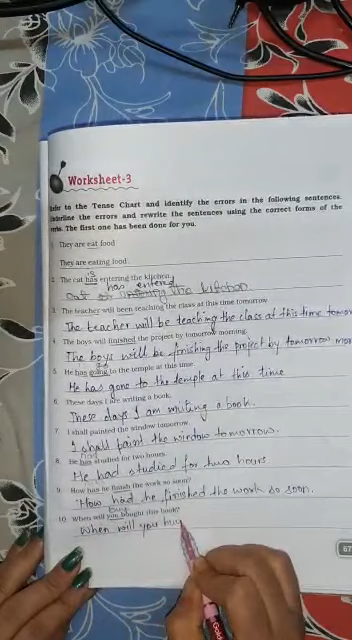 Worksheet-3
Refer to the Tense Chart and identify the errors in the following sentences.
Underline the errors and rewrite the sentences using the correct forms of the
verbs. The first one has been done for you.
1. They are eat food
They are eating food
is
2. The cat has entering the kitchen.
has entered
cat the kitchen
3. The teacher will been teaching the class at this time tomorrow.
The teacher will be teaching the class at this time tomor
4. The boys will finished the project by tomorrow morning.
The boys will be finishing the project by tomorrow mor
5. He has going to the temple at this time.
He has gone to the temple at this time
6. These days I are writing a book.
These days I am writing a book.
7. I shall painted the window tomorrow.
I shall paint the window tomorrow.
had
8. He has studied for two hours.
He had studied for two hours
9. How has he finish the work so soon?
How had he finished the work so soon.
buy
10. When will you bought this book?
When will you buy
67